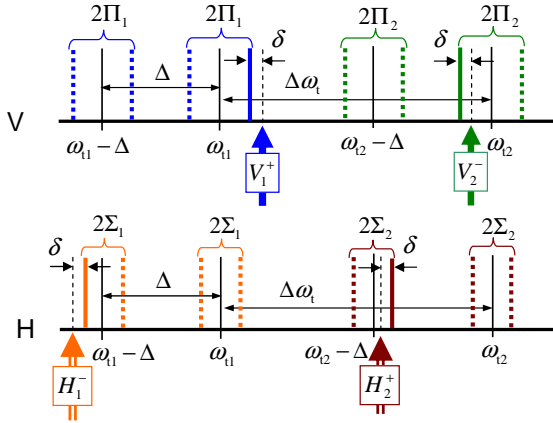 2Π₁ 2Π₁ 2Π₂ 2Π₂
δ δ
Δ Δωₜ
V
ωₜ₁ − Δ ωₜ₁ ωₜ₂ − Δ ωₜ₂
V₁⁺ V₂⁻
2Σ₁ 2Σ₁ 2Σ₂ 2Σ₂
δ δ
Δ Δωₜ
H
ωₜ₁ − Δ ωₜ₁ ωₜ₂ − Δ ωₜ₂
H₁⁻ H₂⁺